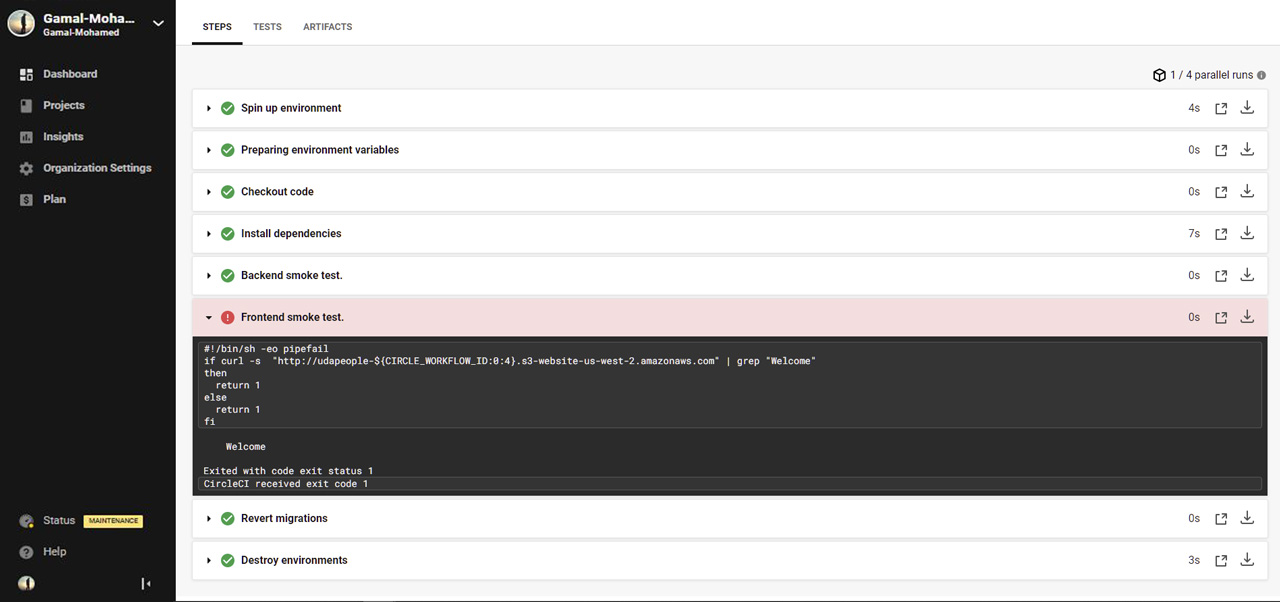 Gamal-Moha...
Gamal-Mohamed
Dashboard
Projects
Insights
Organization Settings
Plan
Status MAINTENANCE
Help
STEPS TESTS ARTIFACTS
1 / 4 parallel runs
Spin up environment 4s
Preparing environment variables 0s
Checkout code 0s
Install dependencies 7s
Backend smoke test. 0s
Frontend smoke test. 0s
#!/bin/sh -eo pipefail
if curl -s  "http://udapeople-${CIRCLE_WORKFLOW_ID:0:4}.s3-website-us-west-2.amazonaws.com" | grep "Welcome"
then
  return 1
else
  return 1
fi
Welcome
Exited with code exit status 1
CircleCI received exit code 1
Revert migrations 0s
Destroy environments 3s